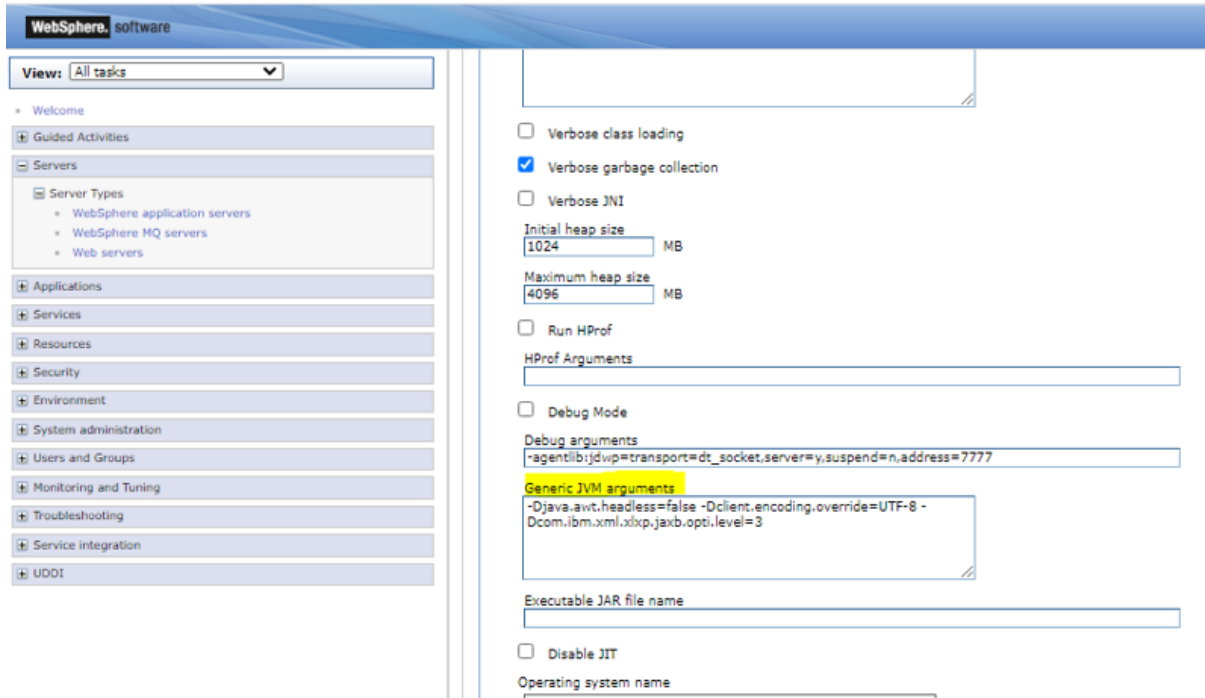 WebSphere. software
View: All tasks
Welcome
Guided Activities
Servers
Server Types
WebSphere application servers
WebSphere MQ servers
Web servers
Applications
Services
Resources
Security
Environment
System administration
Users and Groups
Monitoring and Tuning
Troubleshooting
Service integration
UDDI
Verbose class loading
Verbose garbage collection
Verbose JNI
Initial heap size
1024 MB
Maximum heap size
4096 MB
Run HProf
HProf Arguments
Debug Mode
Debug arguments
-agentlib:jdwp=transport=dt_socket,server=y,suspend=n,address=7777
Generic JVM arguments
-Djava.awt.headless=false -Dclient.encoding.override=UTF-8 -
Dcom.ibm.xml.xlxp.jaxb.opti.level=3
Executable JAR file name
Disable JIT
Operating system name